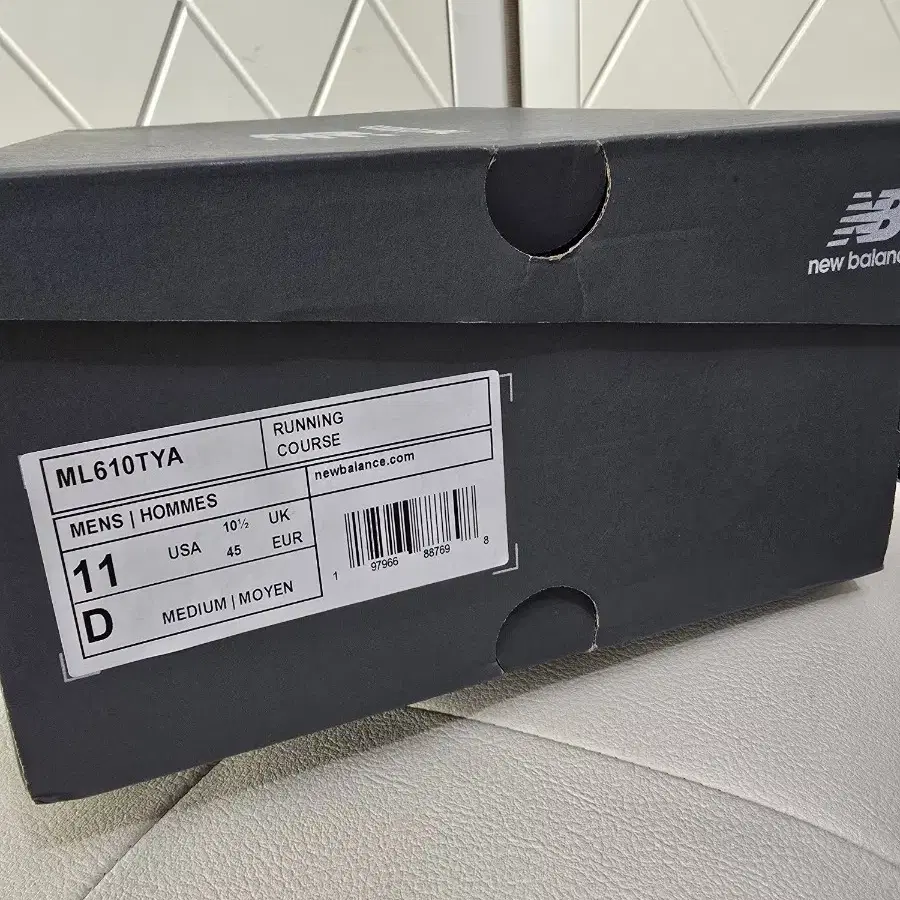 NB
new balance
ML610TYA
RUNNING
COURSE
MENS | HOMMES
newbalance.com
11 USA 10½ UK
45 EUR
D MEDIUM | MOYEN
1 97966 88769 8